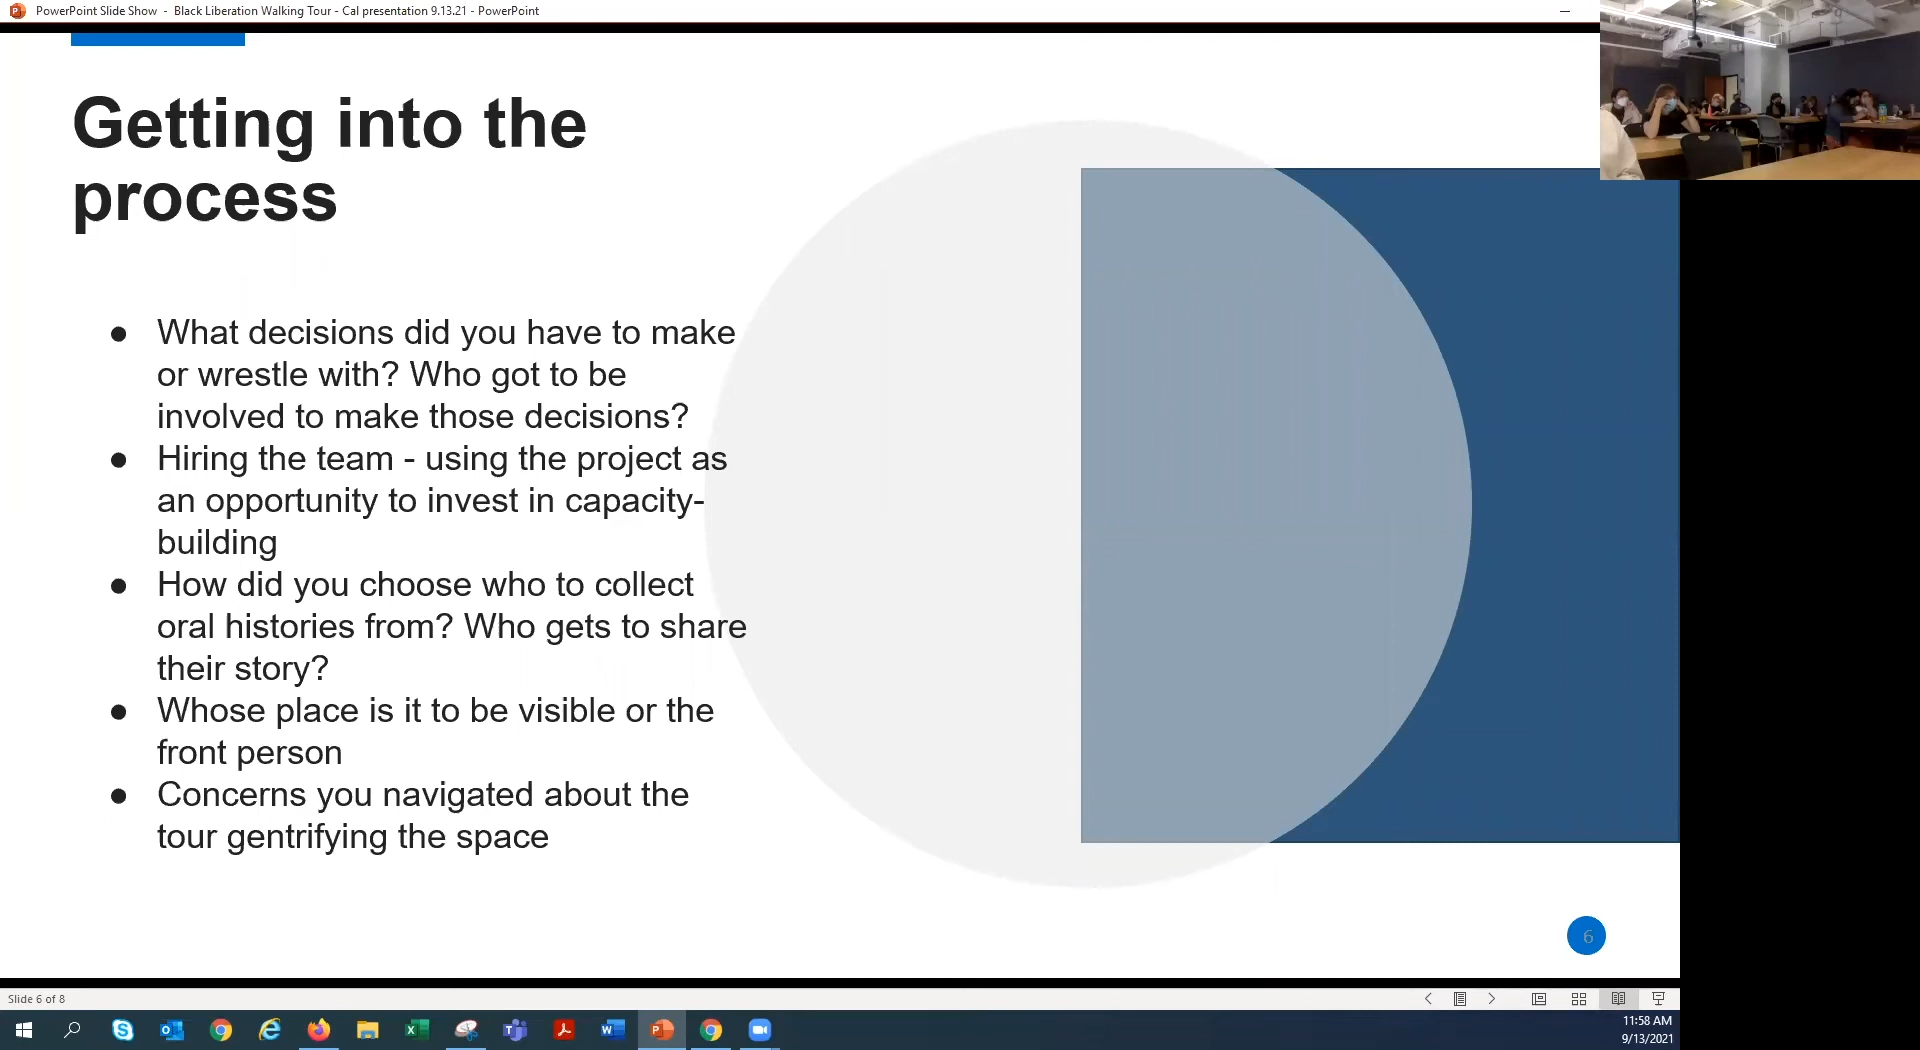 PowerPoint Slide Show - Black Liberation Walking Tour - Cal presentation 9.13.21 - PowerPoint
Getting into the
process
● What decisions did you have to make
or wrestle with? Who got to be
involved to make those decisions?
● Hiring the team - using the project as
an opportunity to invest in capacity-
building
● How did you choose who to collect
oral histories from? Who gets to share
their story?
● Whose place is it to be visible or the
front person
● Concerns you navigated about the
tour gentrifying the space
6
Slide 6 of 8
11:58 AM
9/13/2021